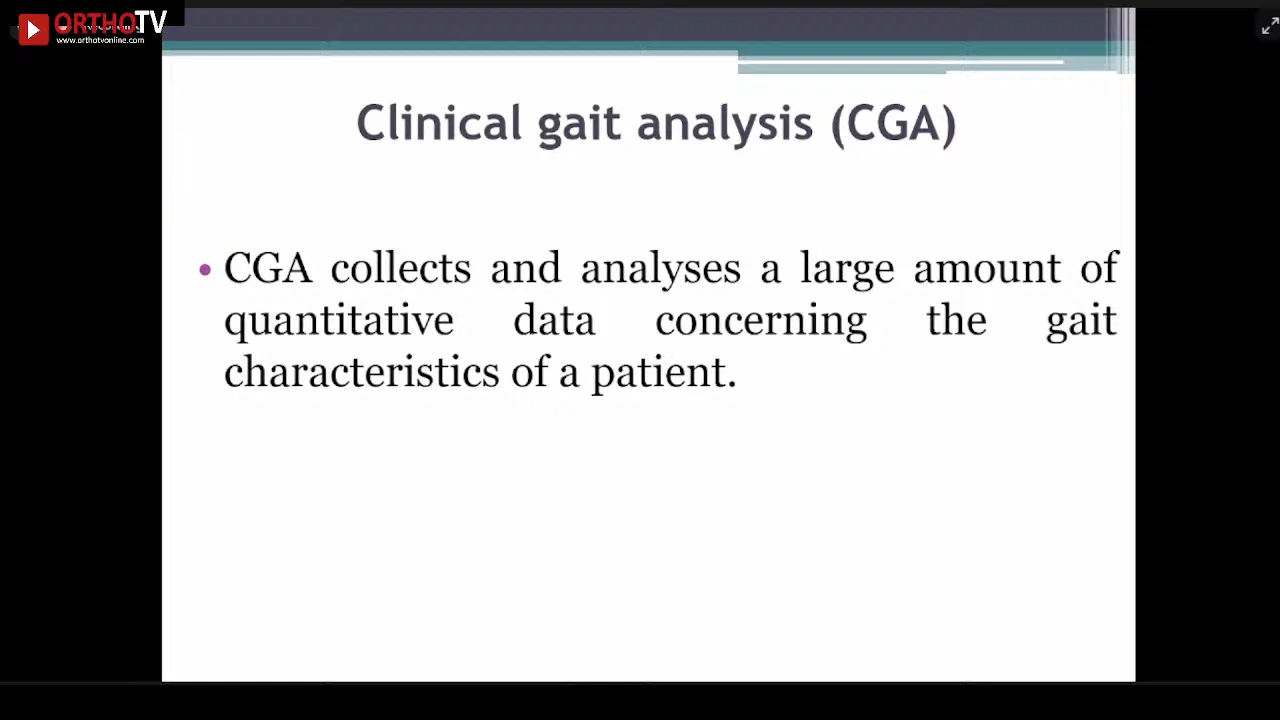 ORTHOTV
www.orthotvonline.com
Clinical gait analysis (CGA)
• CGA collects and analyses a large amount of
quantitative data concerning the gait
characteristics of a patient.